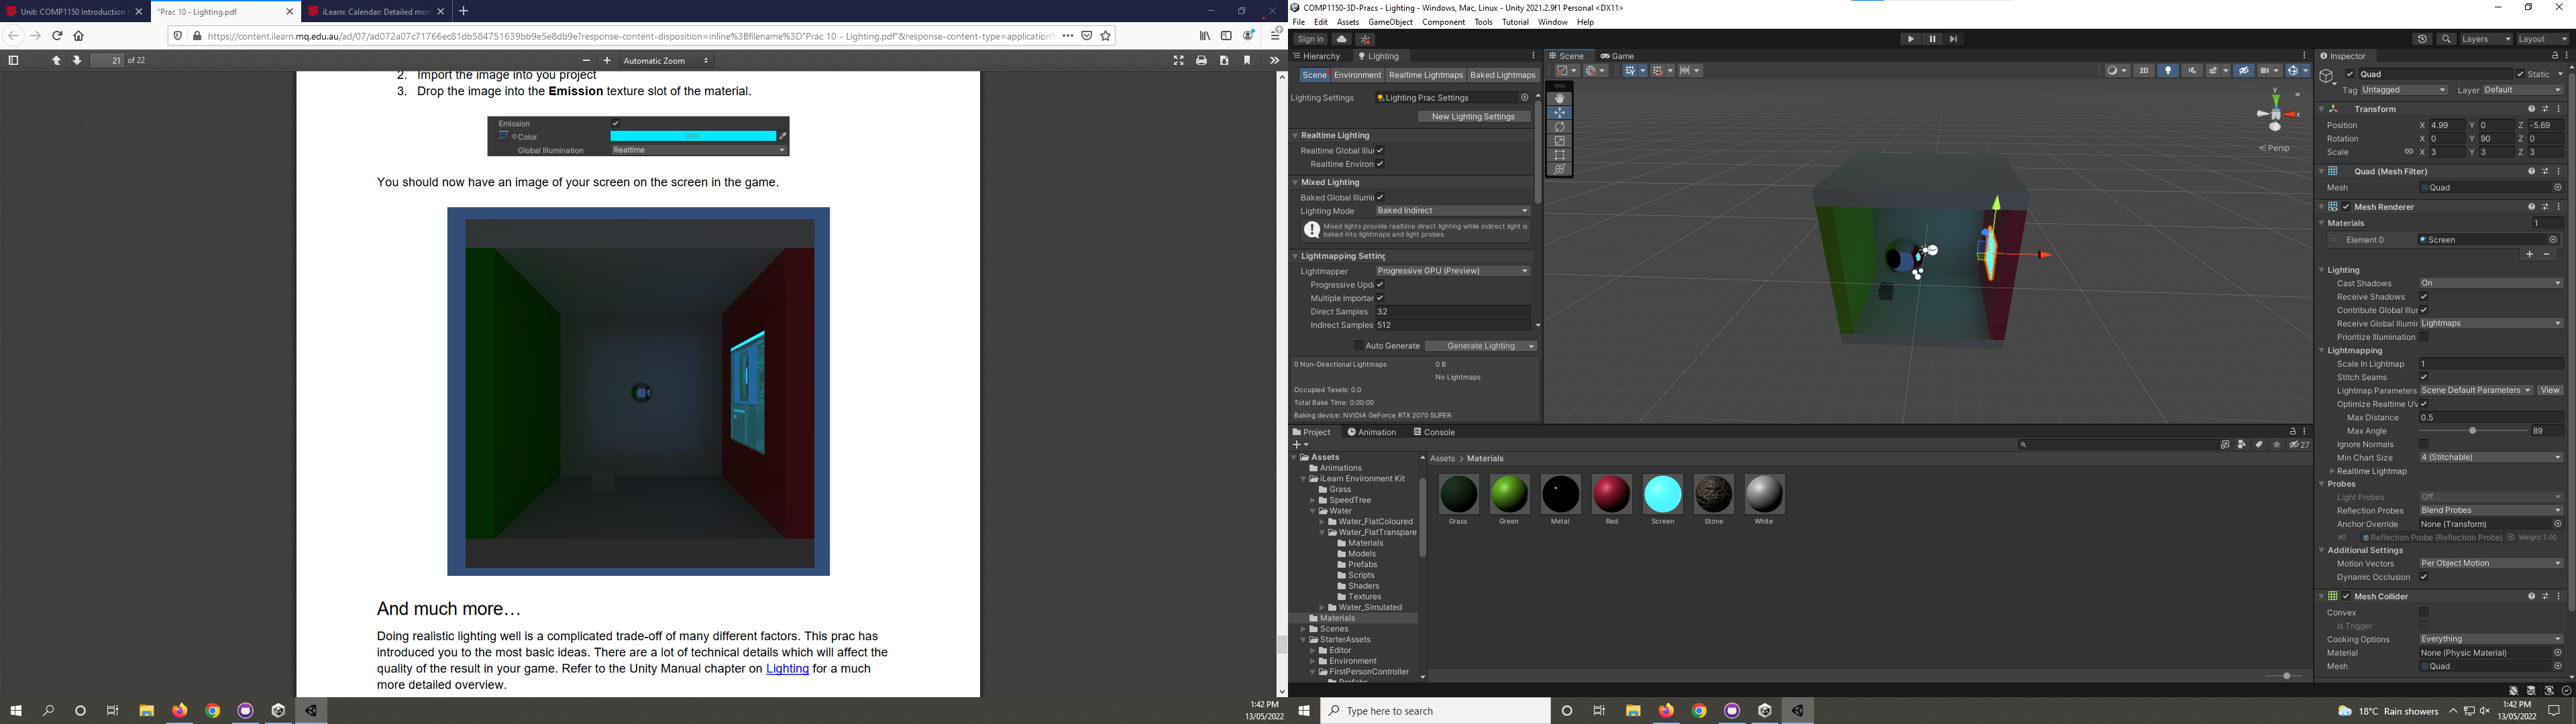 Unit: COMP1150 Introduction t
"Prac 10 - Lighting.pdf
iLearn: Calendar: Detailed mon
https://content.ilearn.mq.edu.au/ad/07/ad072a07c71766ec81db584751639bb9e5e8db9e?response-content-disposition=inline%3Bfilename%3D"Prac 10 - Lighting.pdf"&response-content-type=application%
21 of 22
Automatic Zoom
2. Import the image into you project
3. Drop the image into the Emission texture slot of the material.
Emission
Color
HDR
Global Illumination Realtime
You should now have an image of your screen on the screen in the game.
And much more…
Doing realistic lighting well is a complicated trade-off of many different factors. This prac has
introduced you to the most basic ideas. There are a lot of technical details which will affect the
quality of the result in your game. Refer to the Unity Manual chapter on Lighting for a much
more detailed overview.
1:42 PM
13/05/2022
COMP1150-3D-Pracs - Lighting - Windows, Mac, Linux - Unity 2021.2.9f1 Personal <DX11>
File Edit Assets GameObject Component Tools Tutorial Window Help
Sign in
Layers
Layout
Hierarchy
Lighting
Scene Environment Realtime Lightmaps Baked Lightmaps
Lighting Settings Lighting Prac Settings
New Lighting Settings
Realtime Lighting
Realtime Global Illu
Realtime Environ
Mixed Lighting
Baked Global Illumi
Lighting Mode Baked Indirect
Mixed lights provide realtime direct lighting while indirect light is
baked into lightmaps and light probes.
Lightmapping Setting
Lightmapper Progressive GPU (Preview)
Progressive Upd
Multiple Importar
Direct Samples 32
Indirect Samples 512
Auto Generate Generate Lighting
0 Non-Directional Lightmaps 0 B
No Lightmaps
Occupied Texels: 0.0
Total Bake Time: 0:00:00
Baking device: NVIDIA GeForce RTX 2070 SUPER
Scene
Game
2D
y
x
Persp
Inspector
Quad Static
Tag Untagged Layer Default
Transform
Position X 4.99 Y 0 Z -5.69
Rotation X 0 Y 90 Z 0
Scale X 3 Y 3 Z 3
Quad (Mesh Filter)
Mesh Quad
Mesh Renderer
Materials 1
Element 0 Screen
Lighting
Cast Shadows On
Receive Shadows
Contribute Global Illur
Receive Global Illumin Lightmaps
Prioritize Illumination
Lightmapping
Scale In Lightmap 1
Stitch Seams
Lightmap Parameters Scene Default Parameters View
Optimize Realtime UV
Max Distance 0.5
Max Angle 89
Ignore Normals
Min Chart Size 4 (Stitchable)
Realtime Lightmap
Probes
Light Probes Off
Reflection Probes Blend Probes
Anchor Override None (Transform)
#0 Reflection Probe (Reflection Probe) Weight 1.00
Additional Settings
Motion Vectors Per Object Motion
Dynamic Occlusion
Mesh Collider
Convex
Is Trigger
Cooking Options Everything
Material None (Physic Material)
Mesh Quad
Project
Animation
Console
27
Assets
Animations
iLearn Environment Kit
Grass
SpeedTree
Water
Water_FlatColoured
Water_FlatTranspare
Materials
Models
Prefabs
Scripts
Shaders
Textures
Water_Simulated
Materials
Scenes
StarterAssets
Editor
Environment
FirstPersonController
Prefabs
Assets > Materials
Grass Green Metal Red Screen Stone White
Type here to search
18°C Rain showers
1:42 PM
13/05/2022